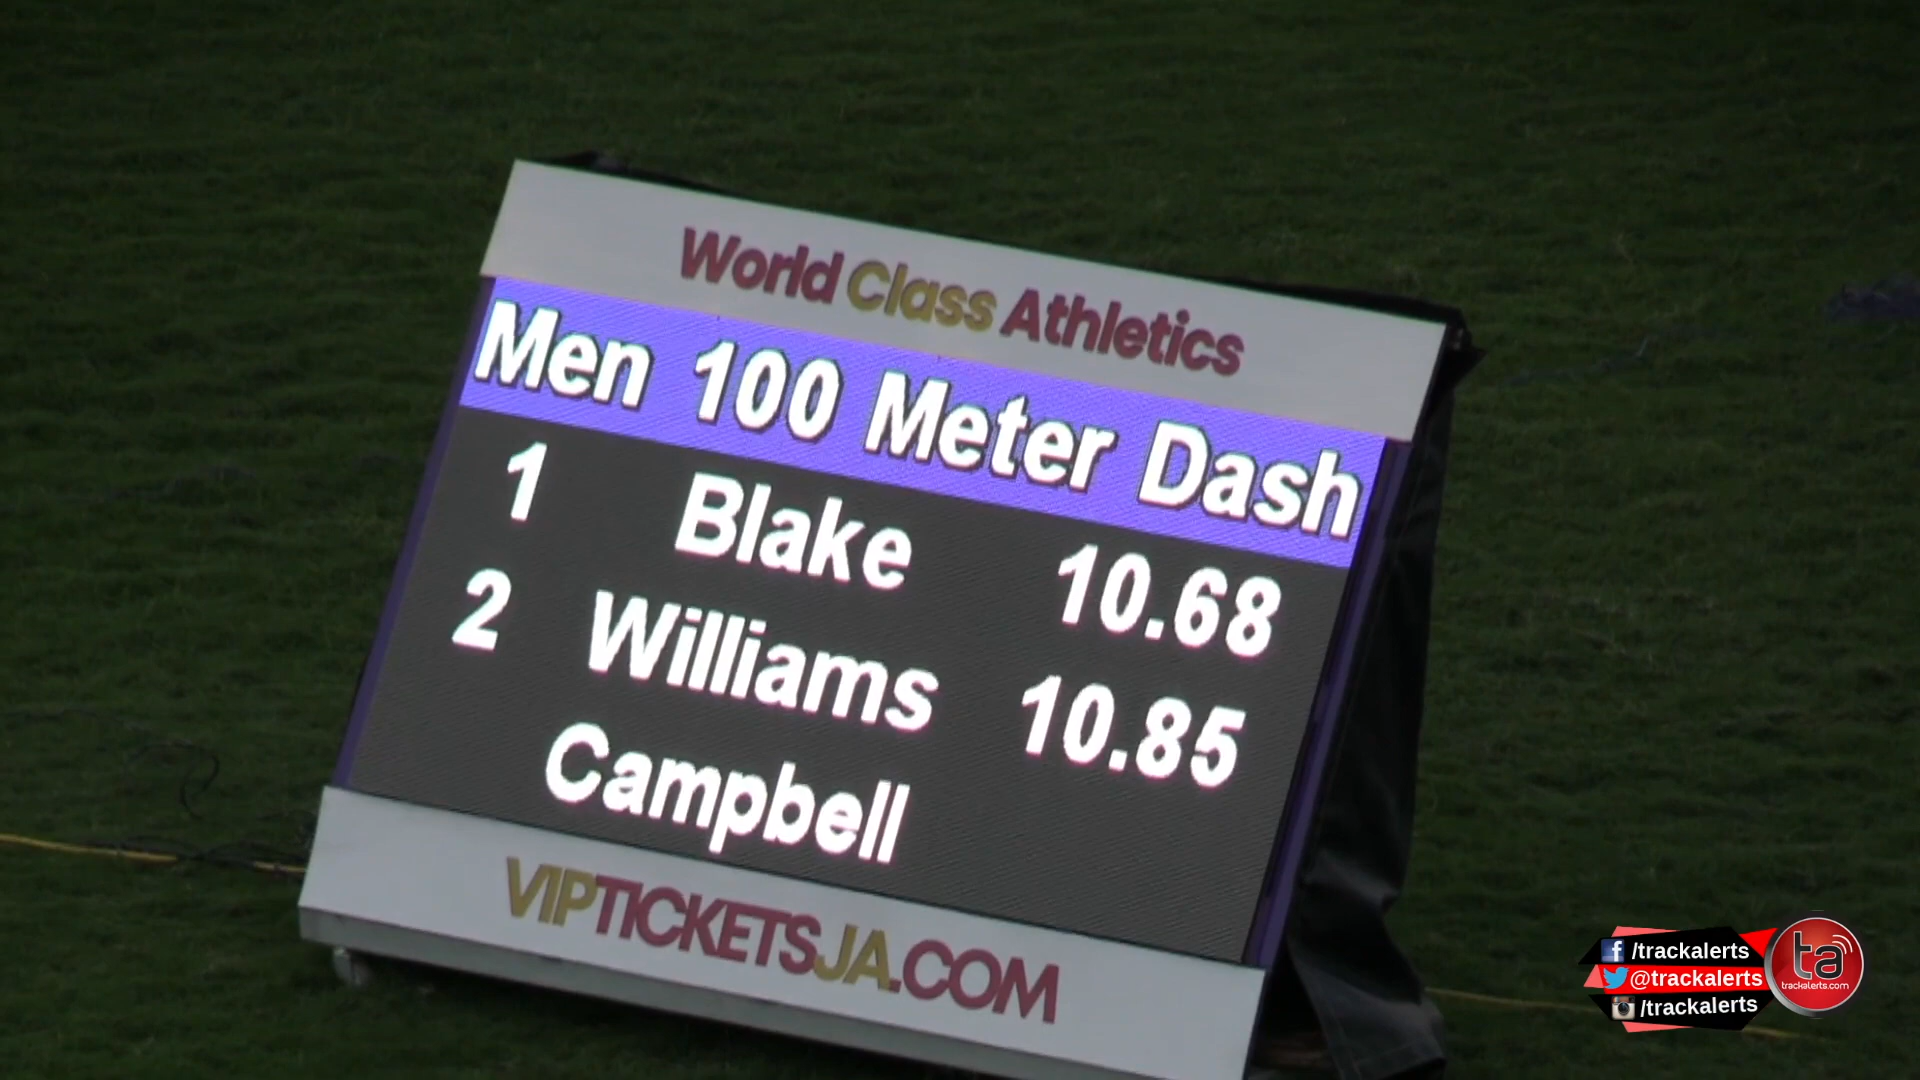 World Class Athletics
Men 100 Meter Dash
1 Blake 10.68
2 Williams 10.85
Campbell
VIPTICKETSJA.COM
f /trackalerts
@trackalerts
/trackalerts
ta
trackalerts.com